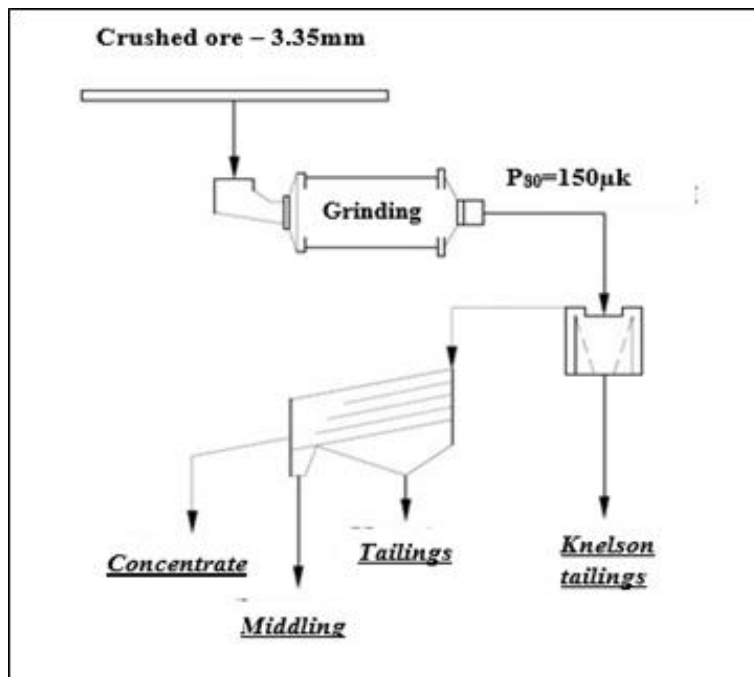 Crushed ore – 3.35mm
P₈₀=150µk
Grinding
Tailings
Knelson
tailings
Concentrate
Middling